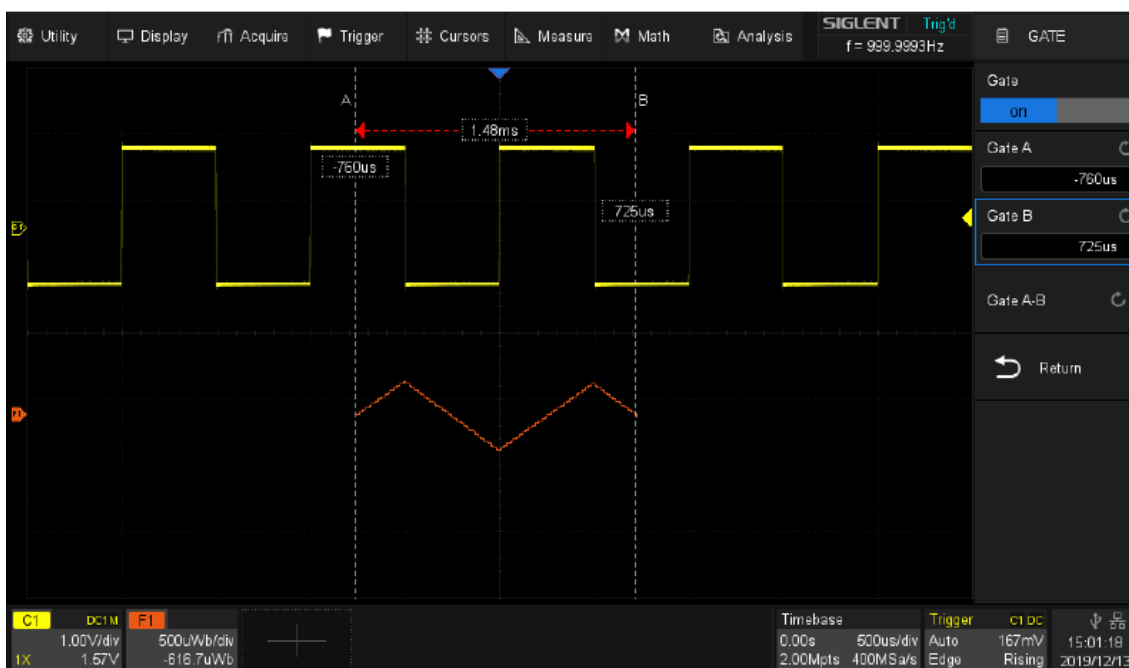 Utility Display Acquire Trigger Cursors Measure Math Analysis
SIGLENT Trig'd
f = 999.9993Hz
GATE
Gate
on
Gate A
-760us
Gate B
725us
Gate A-B
Return
A B
1.48ms
-760us
725us
C1
F1
C1 DC1M
1.00V/div
1X 1.57V
F1
500uWb/div
-616.7uWb
Timebase
0.00s 500us/div
2.00Mpts 400MSa/s
Trigger C1 DC
Auto 167mV
Edge Rising
15:01:18
2019/12/13